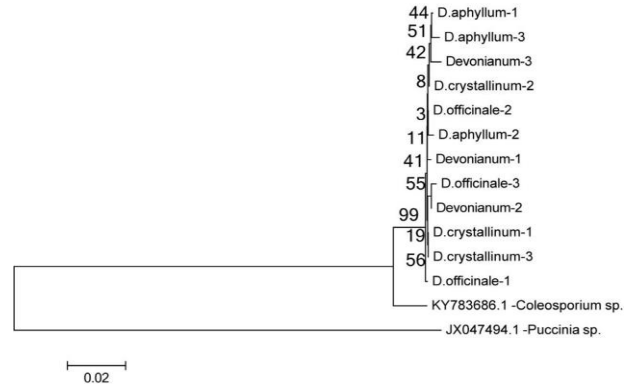 44 D.aphyllum-1
51 D.aphyllum-3
42 Devonianum-3
8 D.crystallinum-2
3 D.officinale-2
11 D.aphyllum-2
41 Devonianum-1
55 D.officinale-3
Devonianum-2
99
19 D.crystallinum-1
56 D.crystallinum-3
D.officinale-1
KY783686.1 -Coleosporium sp.
JX047494.1 -Puccinia sp.
0.02